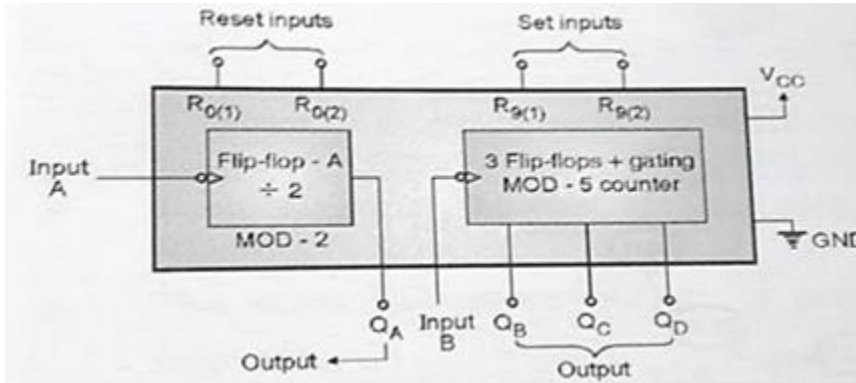 Reset inputs
Set inputs
R0(1)
R0(2)
R9(1)
R9(2)
VCC
Input
A
Flip-flop - A
÷ 2
MOD - 2
3 Flip-flops + gating
MOD - 5 counter
GND
QA
Input
B
QB
QC
QD
Output
Output